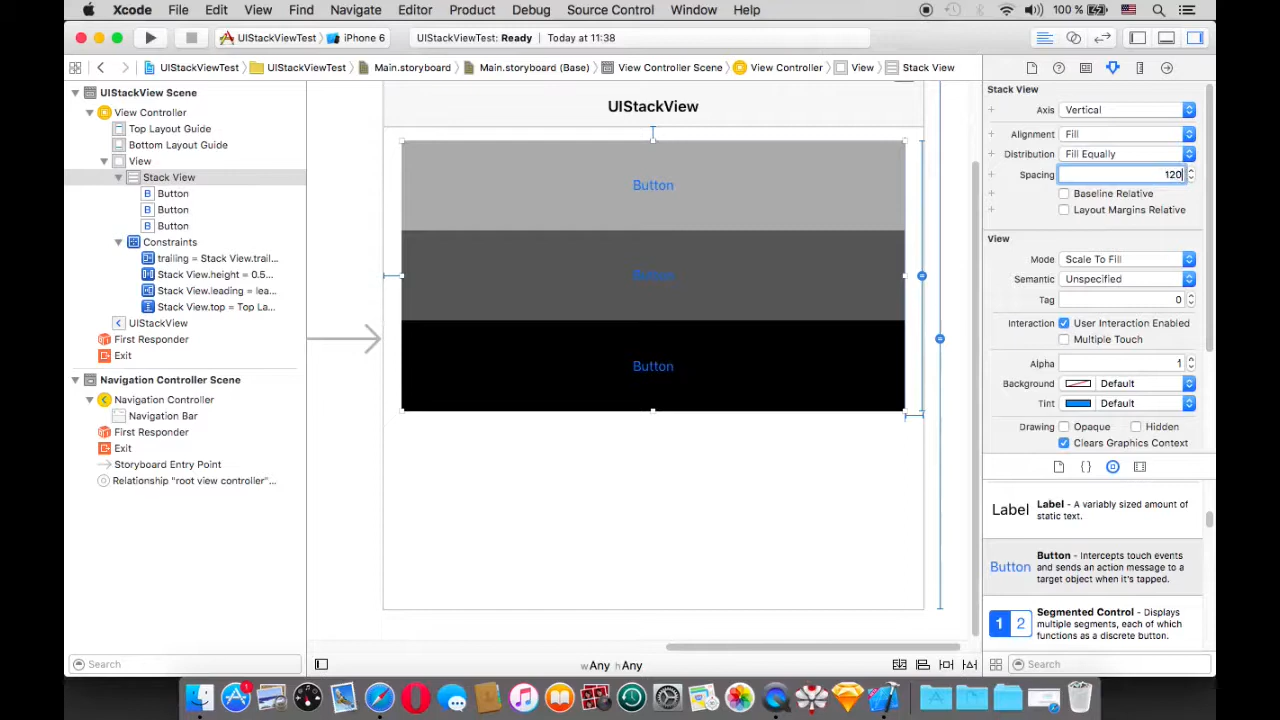 Xcode File Edit View Find Navigate Editor Product Debug Source Control Window Help 100 %
UIStackViewTest iPhone 6 UIStackViewTest: Ready Today at 11:38
UIStackViewTest UIStackViewTest Main.storyboard Main.storyboard (Base) View Controller Scene View Controller View Stack View
UIStackView Scene
View Controller
Top Layout Guide
Bottom Layout Guide
View
Stack View
B Button
B Button
B Button
Constraints
trailing = Stack View.trail...
Stack View.height = 0.5...
Stack View.leading = lea...
Stack View.top = Top La...
UIStackView
First Responder
Exit
Navigation Controller Scene
Navigation Controller
Navigation Bar
First Responder
Exit
Storyboard Entry Point
Relationship "root view controller"...
Search
UIStackView
Button
Button
Button
wAny hAny
Stack View
Axis Vertical
Alignment Fill
Distribution Fill Equally
Spacing 120
Baseline Relative
Layout Margins Relative
View
Mode Scale To Fill
Semantic Unspecified
Tag 0
Interaction User Interaction Enabled
Multiple Touch
Alpha 1
Background Default
Tint Default
Drawing Opaque Hidden
Clears Graphics Context
Label Label - A variably sized amount of
static text.
Button Button - Intercepts touch events
and sends an action message to a
target object when it's tapped.
1 2 Segmented Control - Displays
multiple segments, each of which
functions as a discrete button.
Search
1